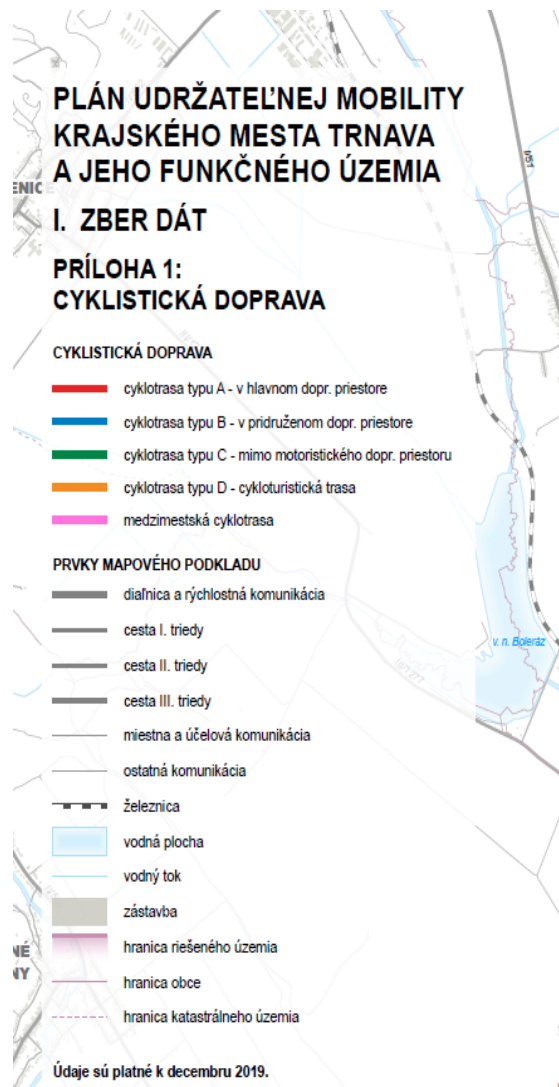 PLÁN UDRŽATEĽNEJ MOBILITY
KRAJSKÉHO MESTA TRNAVA
A JEHO FUNKČNÉHO ÚZEMIA
ENICE
I. ZBER DÁT
PRÍLOHA 1:
CYKLISTICKÁ DOPRAVA
I/51
CYKLISTICKÁ DOPRAVA
cyklotrasa typu A - v hlavnom dopr. priestore
cyklotrasa typu B - v pridruženom dopr. priestore
cyklotrasa typu C - mimo motoristického dopr. priestoru
cyklotrasa typu D - cykloturistická trasa
medzimestská cyklotrasa
PRVKY MAPOVÉHO PODKLADU
diaľnica a rýchlostná komunikácia
cesta I. triedy
v. n. Boleráz
cesta II. triedy
cesta III. triedy
miestna a účelová komunikácia
ostatná komunikácia
železnica
vodná plocha
vodný tok
zástavba
NÉ
NY
hranica riešeného územia
hranica obce
hranica katastrálneho územia
Údaje sú platné k decembru 2019.